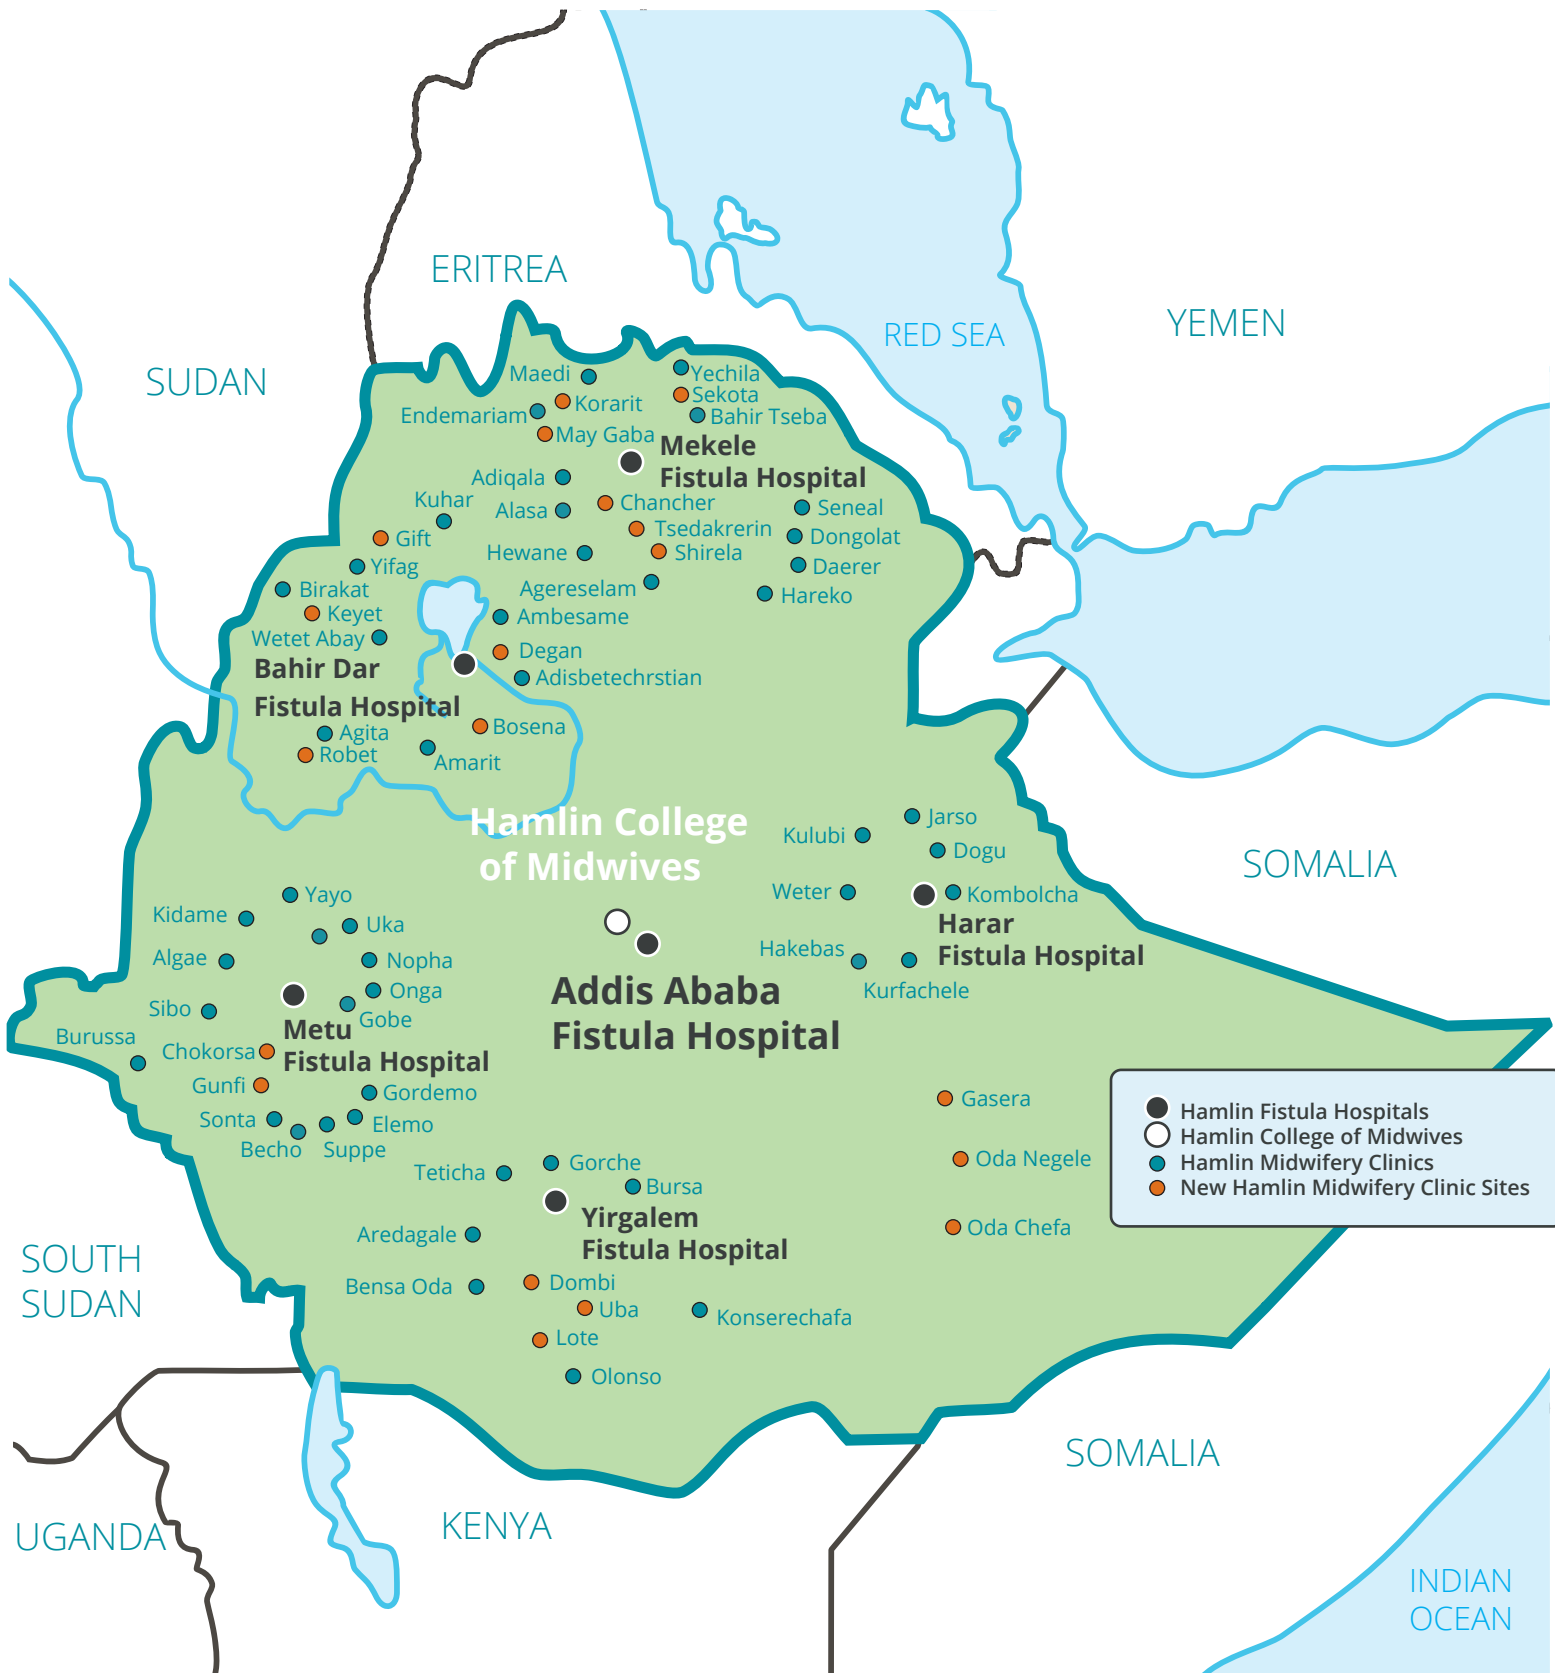 ERITREA
RED SEA
YEMEN
SUDAN
Maedi
Yechila
Korarit
Sekota
Endemariam
Bahir Tseba
May Gaba
Mekele
Fistula Hospital
Adiqala
Kuhar
Chancher
Seneal
Alasa
Tsedakrerin
Dongolat
Gift
Hewane
Shirela
Yifag
Daerer
Birakat
Agereselam
Hareko
Keyet
Ambesame
Wetet Abay
Degan
Bahir Dar
Fistula Hospital
Adisbetechrstian
Agita
Bosena
Robet
Amarit
Hamlin College
of Midwives
Jarso
Kulubi
Dogu
SOMALIA
Yayo
Weter
Kombolcha
Kidame
Uka
Harar
Fistula Hospital
Algae
Nopha
Hakebas
Onga
Kurfachele
Addis Ababa
Fistula Hospital
Sibo
Gobe
Metu
Fistula Hospital
Burussa
Chokorsa
Gunfi
Gordemo
Gasera
Sonta
Elemo
Becho
Suppe
Hamlin Fistula Hospitals
Hamlin College of Midwives
Hamlin Midwifery Clinics
New Hamlin Midwifery Clinic Sites
Teticha
Gorche
Oda Negele
Bursa
Yirgalem
Fistula Hospital
Aredagale
Oda Chefa
SOUTH
SUDAN
Bensa Oda
Dombi
Uba
Konserechafa
Lote
Olonso
SOMALIA
UGANDA
KENYA
INDIAN
OCEAN